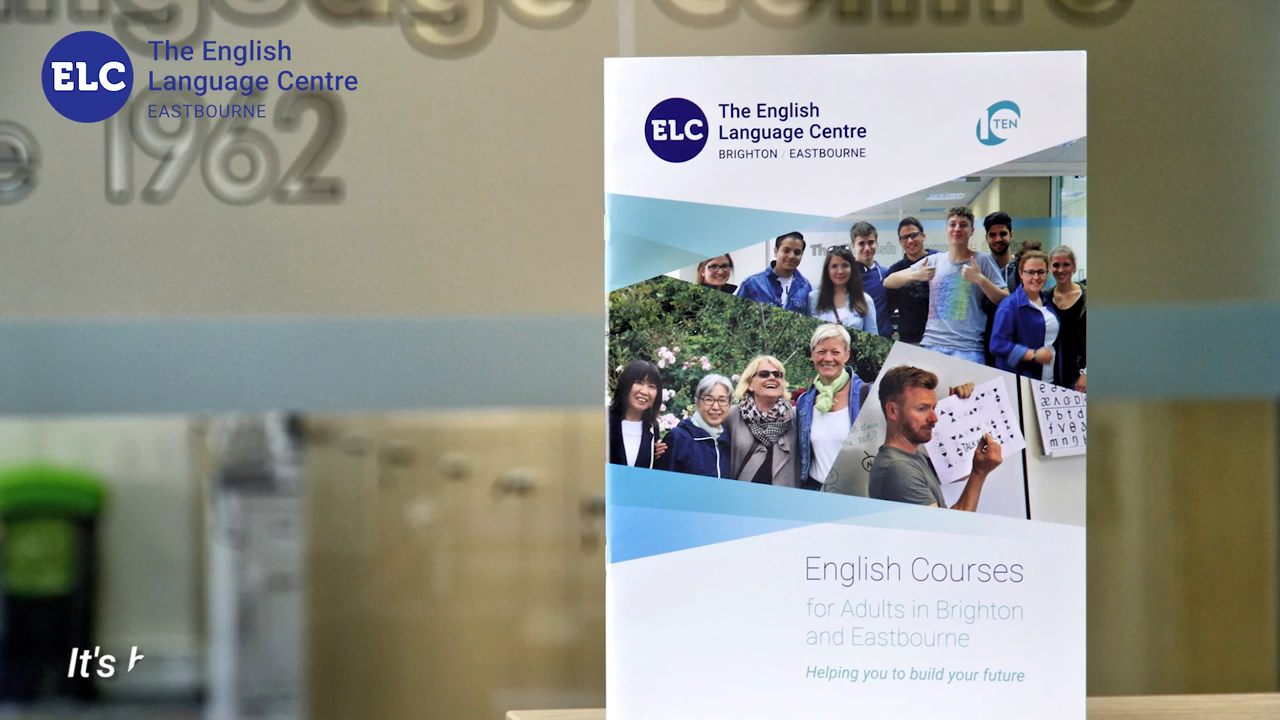 ELC
The English
Language Centre
EASTBOURNE
1962
It's
ELC
The English
Language Centre
BRIGHTON / EASTBOURNE
TEN
English Courses
for Adults in Brighton
and Eastbourne
Helping you to build your future